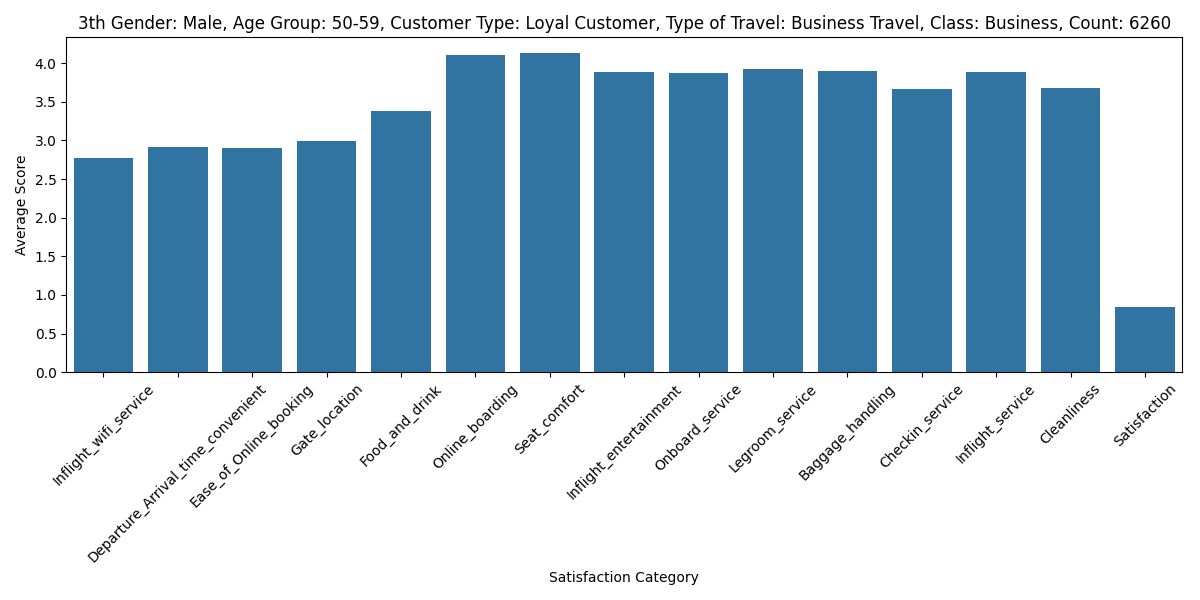 3th Gender: Male, Age Group: 50-59, Customer Type: Loyal Customer, Type of Travel: Business Travel, Class: Business, Count: 6260
Average Score
4.0
3.5
3.0
2.5
2.0
1.5
1.0
0.5
0.0
Inflight_wifi_service
Departure_Arrival_time_convenient
Ease_of_Online_booking
Gate_location
Food_and_drink
Online_boarding
Seat_comfort
Inflight_entertainment
Onboard_service
Legroom_service
Baggage_handling
Checkin_service
Inflight_service
Cleanliness
Satisfaction
Satisfaction Category